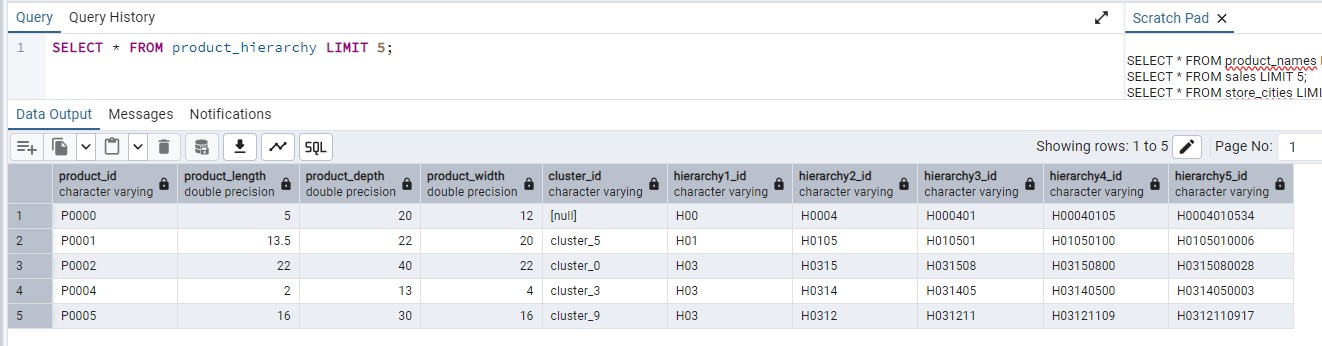 Query Query History
Scratch Pad ×
1 SELECT * FROM product_hierarchy LIMIT 5;
SELECT * FROM product_names
SELECT * FROM sales LIMIT 5;
SELECT * FROM store_cities LIMI
Data Output Messages Notifications
SQL Showing rows: 1 to 5 Page No: 1
product_id product_length product_depth product_width cluster_id hierarchy1_id hierarchy2_id hierarchy3_id hierarchy4_id hierarchy5_id
character varying double precision double precision double precision character varying character varying character varying character varying character varying character varying
1 P0000 5 20 12 [null] H00 H0004 H000401 H00040105 H0004010534
2 P0001 13.5 22 20 cluster_5 H01 H0105 H010501 H01050100 H0105010006
3 P0002 22 40 22 cluster_0 H03 H0315 H031508 H03150800 H0315080028
4 P0004 2 13 4 cluster_3 H03 H0314 H031405 H03140500 H0314050003
5 P0005 16 30 16 cluster_9 H03 H0312 H031211 H03121109 H0312110917